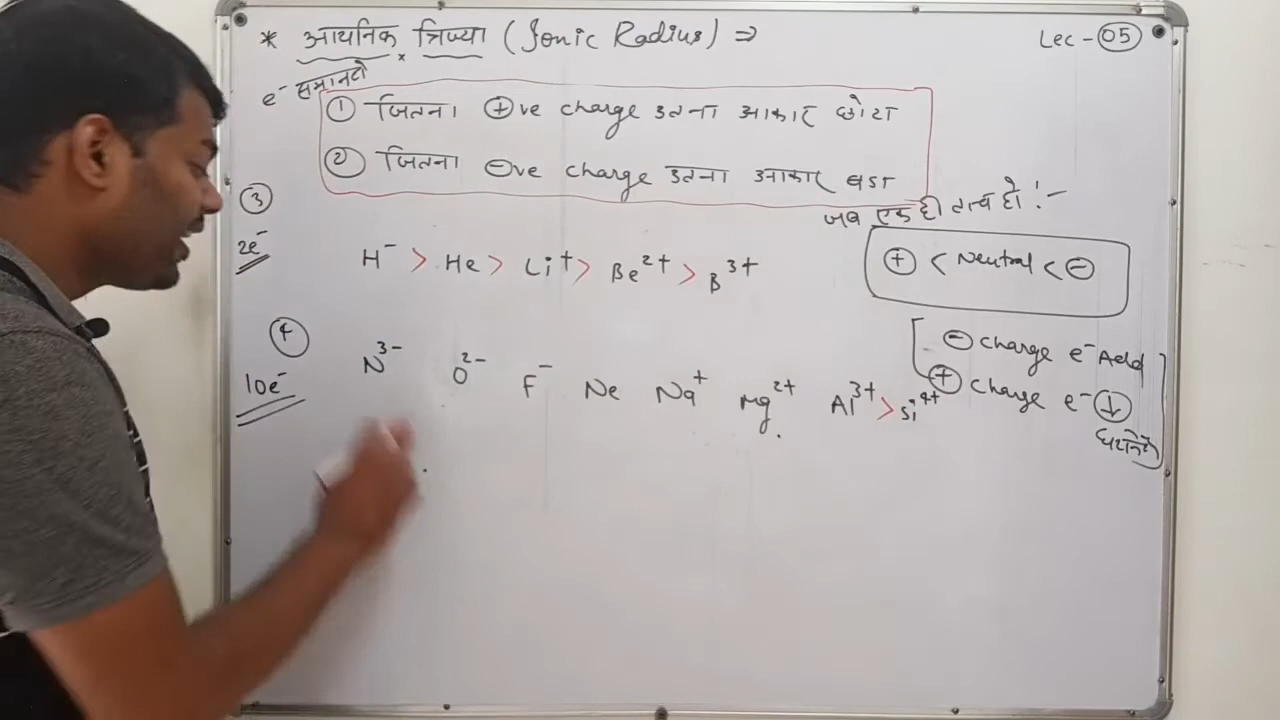 * आयनिक त्रिज्या (Ionic Radius) ⇒
Lec - 05
e⁻ समान हो
① जितना ⊕ve charge उतना आकार छोटा
② जितना ⊖ve charge उतना आकार बडा
③
2e⁻
H⁻ > He > Li⁺ > Be²⁺ > B³⁺
जब एक ही तत्व हो !-
⊕ < Neutral < ⊖
⊖ charge e⁻ Add
⊕ charge e⁻ ↓
④
10e⁻
N³⁻ O²⁻ F⁻ Ne Na⁺ Mg²⁺ Al³⁺ > Si⁴⁺